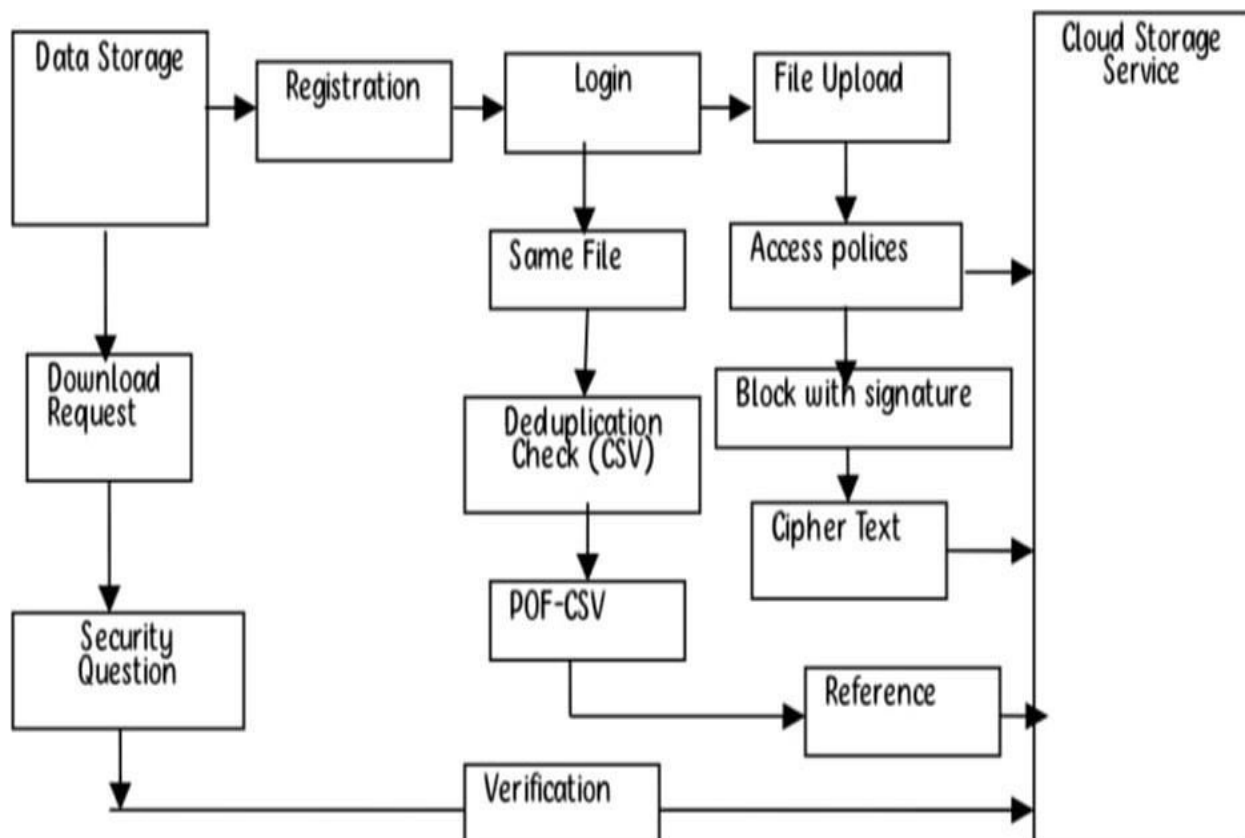 Data Storage
Registration
Login
File Upload
Cloud Storage
Service
Same File
Access polices
Download
Request
Deduplication
Check (CSV)
Block with signature
Cipher Text
POF-CSV
Security
Question
Reference
Verification